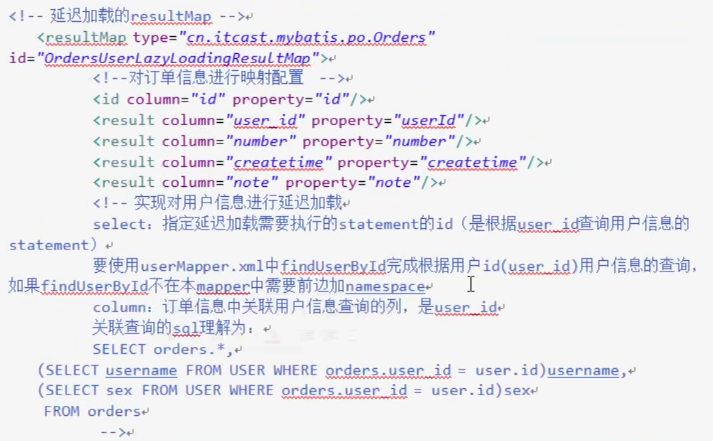 <!-- 延迟加载的resultMap -->
<resultMap type="cn.itcast.mybatis.po.Orders"
id="OrdersUserLazyLoadingResultMap">
<!--对订单信息进行映射配置 -->
<id column="id" property="id"/>
<result column="user_id" property="userId"/>
<result column="number" property="number"/>
<result column="createtime" property="createtime"/>
<result column="note" property="note"/>
<!-- 实现对用户信息进行延迟加载
select：指定延迟加载需要执行的statement的id（是根据user_id查询用户信息的
statement）
要使用userMapper.xml中findUserById完成根据用户id(user_id)用户信息的查询，
如果findUserById不在本mapper中需要前边加namespace
column：订单信息中关联用户信息查询的列，是user_id
关联查询的sql理解为：
SELECT orders.*,
(SELECT username FROM USER WHERE orders.user_id = user.id)username,
(SELECT sex FROM USER WHERE orders.user_id = user.id)sex
FROM orders
-->